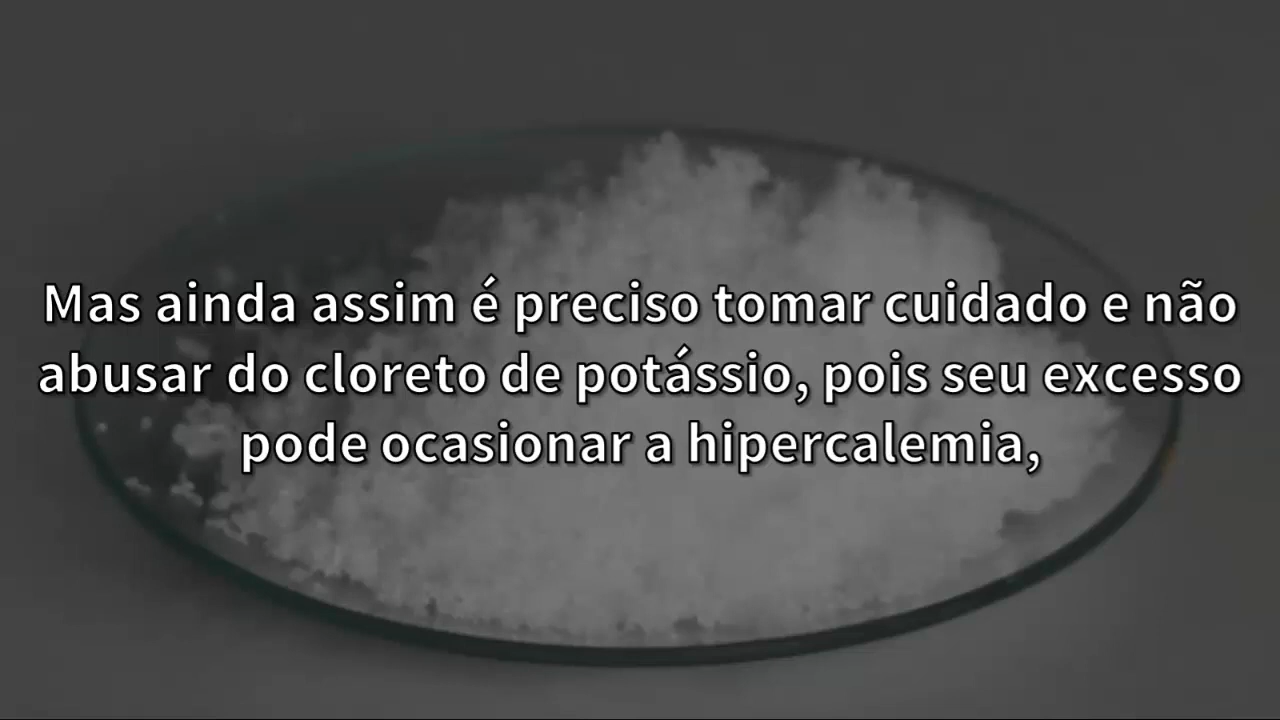 Mas ainda assim é preciso tomar cuidado e não
abusar do cloreto de potássio, pois seu excesso
pode ocasionar a hipercalemia,